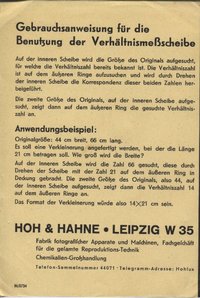 Gebrauchsanweisung für die
Benutzung der Verhältnismeßscheibe
Auf der inneren Scheibe wird die Größe des Originals aufgesucht,
für welche die Verhältniszahl bereits bekannt ist. Die Verhältniszahl
ist auf dem äußeren Ringe aufzusuchen und wird durch Drehen
der inneren Scheibe die Korrespondenz dieser beiden Zahlen her-
beigeführt.
Die zweite Größe des Originals, auf der inneren Scheibe aufge-
sucht, zeigt dann auf dem äußeren Ring die gesuchte Verhältnis-
zahl an.
Anwendungsbeispiel:
Originalgröße: 44 cm breit, 66 cm lang.
Es soll eine Verkleinerung angefertigt werden, bei der die Länge
21 cm betragen soll. Wie groß wird die Breite?
Auf der inneren Scheibe wird die Zahl 66 gesucht, diese durch
Drehen der Scheibe mit der Zahl 21 auf dem äußeren Ring in
Deckung gebracht. Die zweite Größe des Originals, also 44, auf
der inneren Scheibe aufgesucht, zeigt dann die Verhältniszahl 14
auf dem äußeren Ringe an.
Das Format der Verkleinerung würde also 14×21 cm sein.
HOH & HAHNE • LEIPZIG W 35
Fabrik fotografischer Apparate und Maschinen, Fachgeschäft
für die gesamte Reproduktions-Technik
Chemikalien-Großhandlung
Telefon-Sammelnummer 44071 · Telegramm-Adresse: Hohlux